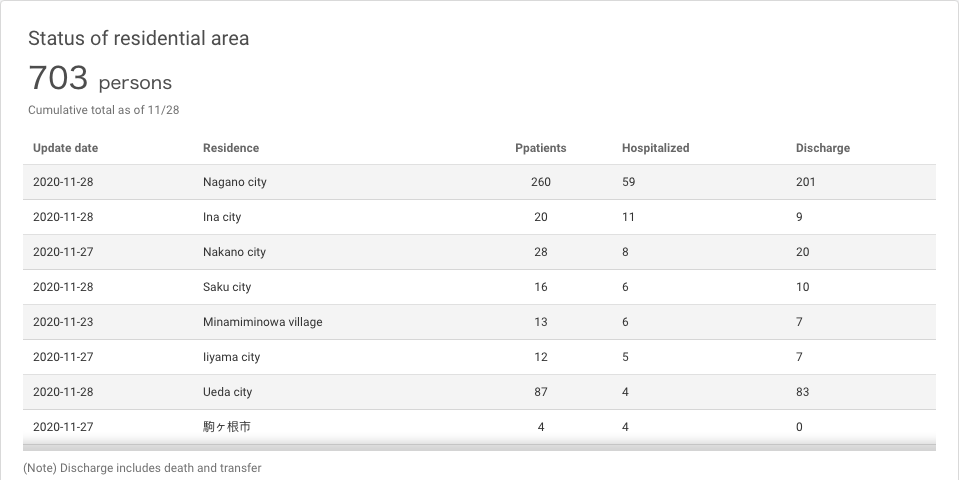 Status of residential area
703 persons
Cumulative total as of 11/28
Update date Residence Ppatients Hospitalized Discharge
2020-11-28 Nagano city 260 59 201
2020-11-28 Ina city 20 11 9
2020-11-27 Nakano city 28 8 20
2020-11-28 Saku city 16 6 10
2020-11-23 Minamiminowa village 13 6 7
2020-11-27 Iiyama city 12 5 7
2020-11-28 Ueda city 87 4 83
2020-11-27 駒ヶ根市 4 4 0
(Note) Discharge includes death and transfer